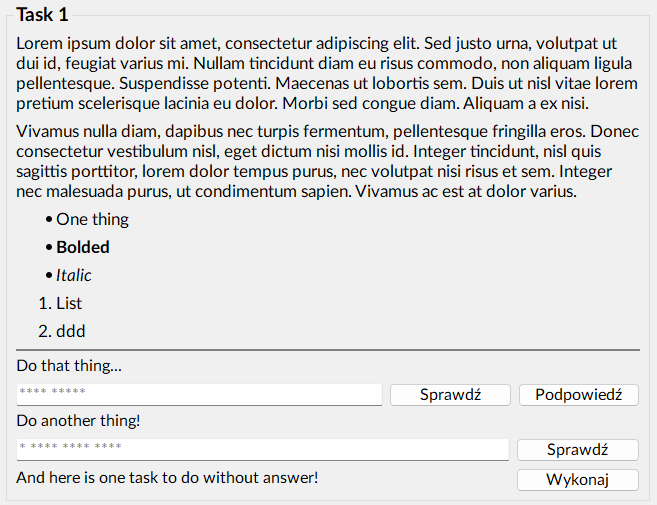 Task 1
Lorem ipsum dolor sit amet, consectetur adipiscing elit. Sed justo urna, volutpat ut
dui id, feugiat varius mi. Nullam tincidunt diam eu risus commodo, non aliquam ligula
pellentesque. Suspendisse potenti. Maecenas ut lobortis sem. Duis ut nisl vitae lorem
pretium scelerisque lacinia eu dolor. Morbi sed congue diam. Aliquam a ex nisi.
Vivamus nulla diam, dapibus nec turpis fermentum, pellentesque fringilla eros. Donec
consectetur vestibulum nisl, eget dictum nisi mollis id. Integer tincidunt, nisl quis
sagittis porttitor, lorem dolor tempus purus, nec volutpat nisi risus et sem. Integer
nec malesuada purus, ut condimentum sapien. Vivamus ac est at dolor varius.
• One thing
• Bolded
• Italic
1. List
2. ddd
Do that thing...
**** ***** Sprawdź Podpowiedź
Do another thing!
* **** **** **** Sprawdź
And here is one task to do without answer! Wykonaj